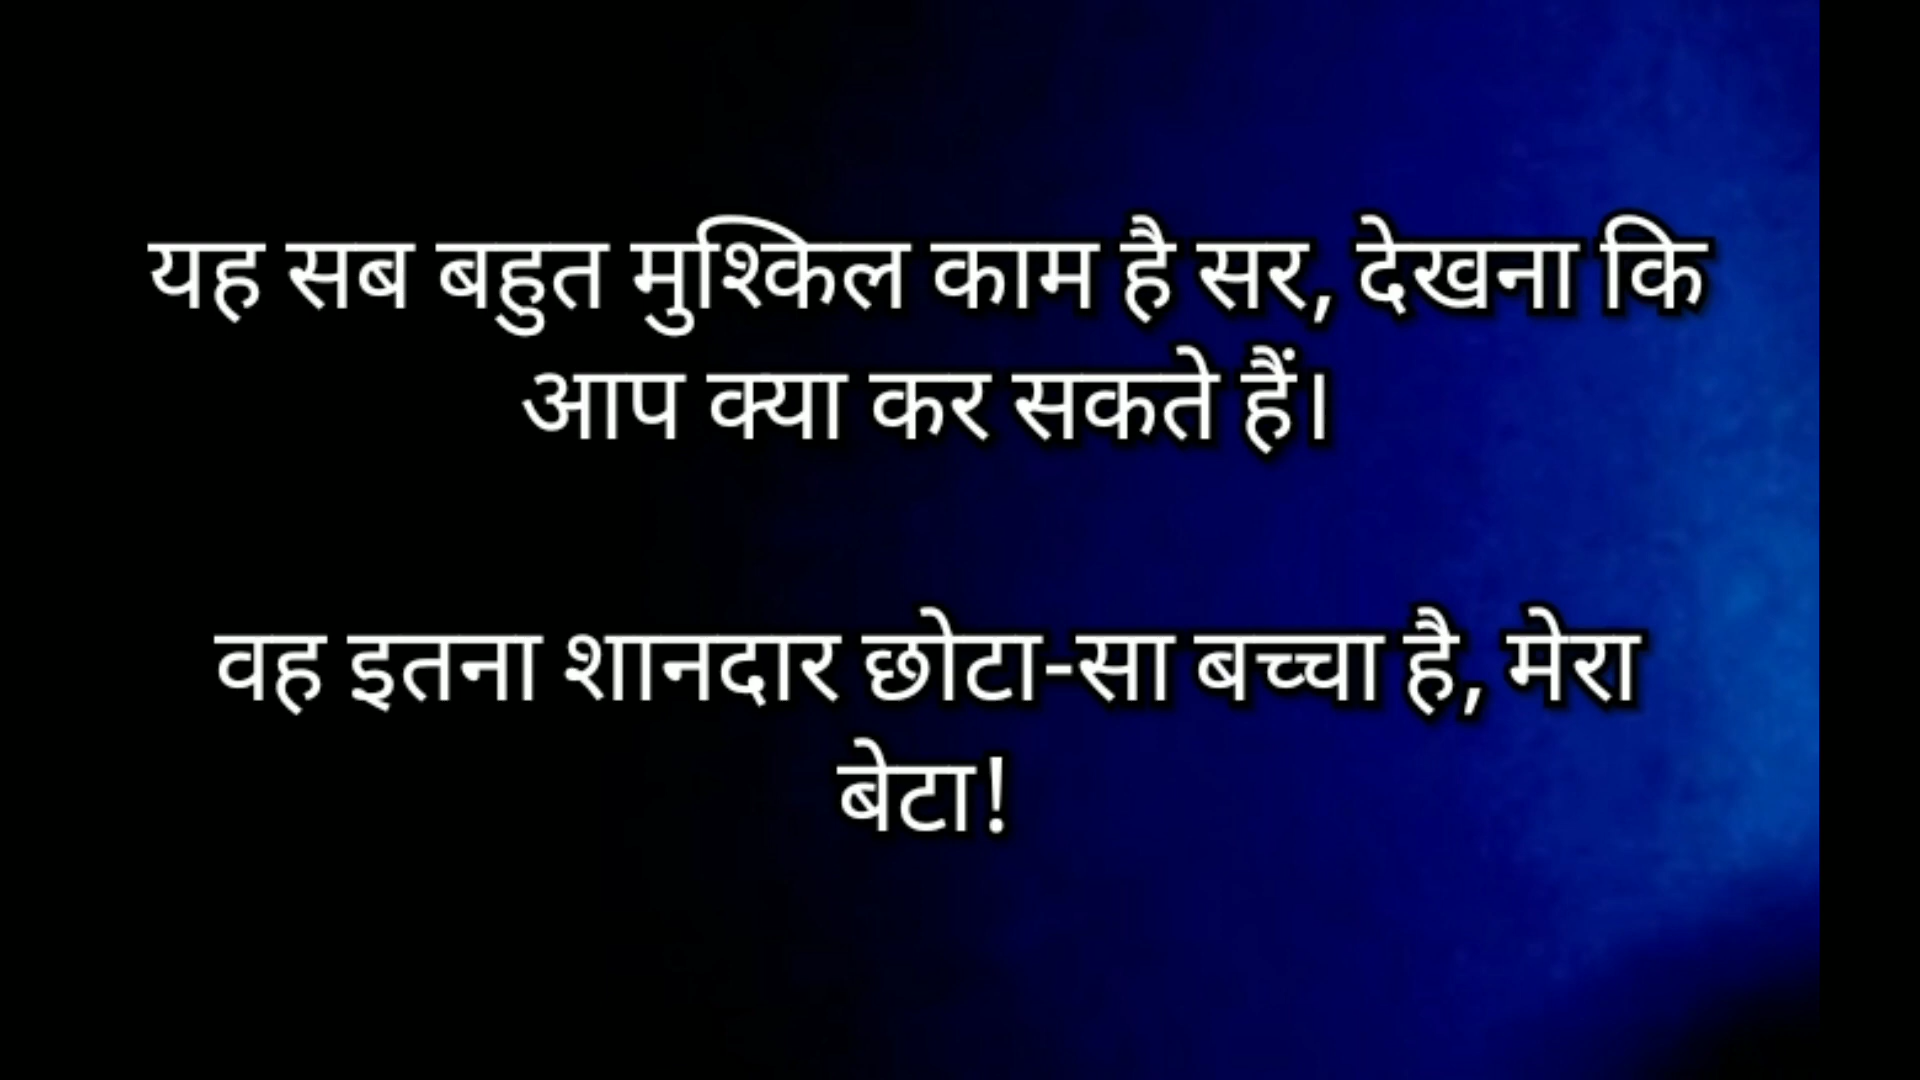 यह सब बहुत मुश्किल काम है सर, देखना कि
आप क्या कर सकते हैं।
वह इतना शानदार छोटा-सा बच्चा है, मेरा
बेटा!